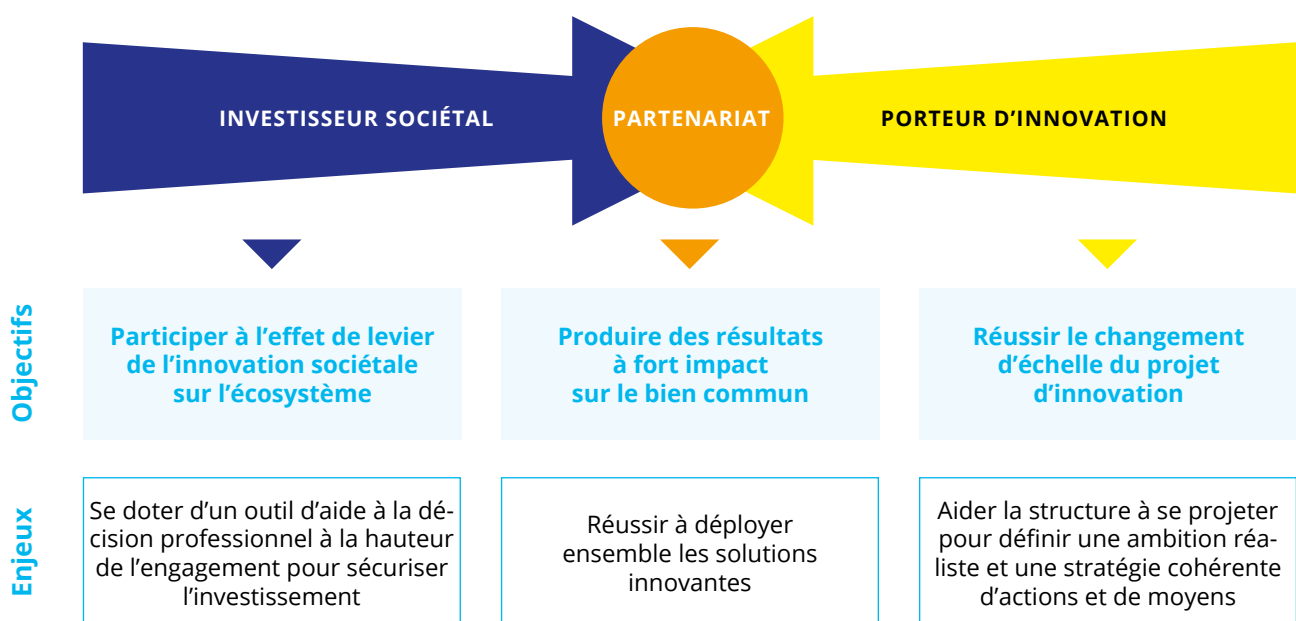 INVESTISSEUR SOCIÉTAL
PARTENARIAT
PORTEUR D’INNOVATION
Objectifs
Participer à l’effet de levier
de l’innovation sociétale
sur l’écosystème
Produire des résultats
à fort impact
sur le bien commun
Réussir le changement
d’échelle du projet
d’innovation
Enjeux
Se doter d’un outil d’aide à la dé-
cision professionnel à la hauteur
de l’engagement pour sécuriser
l’investissement
Réussir à déployer
ensemble les solutions
innovantes
Aider la structure à se projeter
pour définir une ambition réa-
liste et une stratégie cohérente
d’actions et de moyens